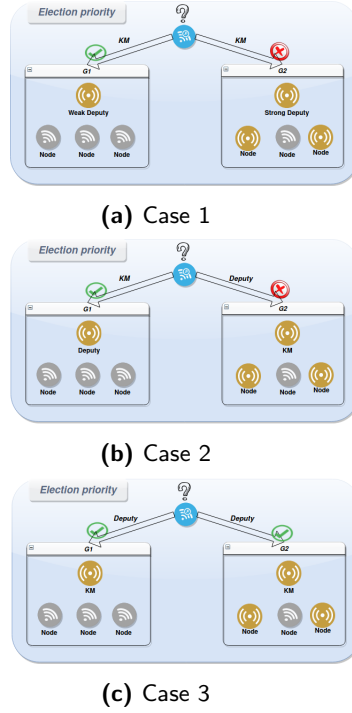 Election priority
?
KM KM
G1 G2
Weak Deputy Strong Deputy
Node Node Node Node Node Node
(a) Case 1
Election priority
?
KM Deputy
G1 G2
Deputy KM
Node Node Node Node Node Node
(b) Case 2
Election priority
?
Deputy Deputy
G1 G2
KM KM
Node Node Node Node Node Node
(c) Case 3